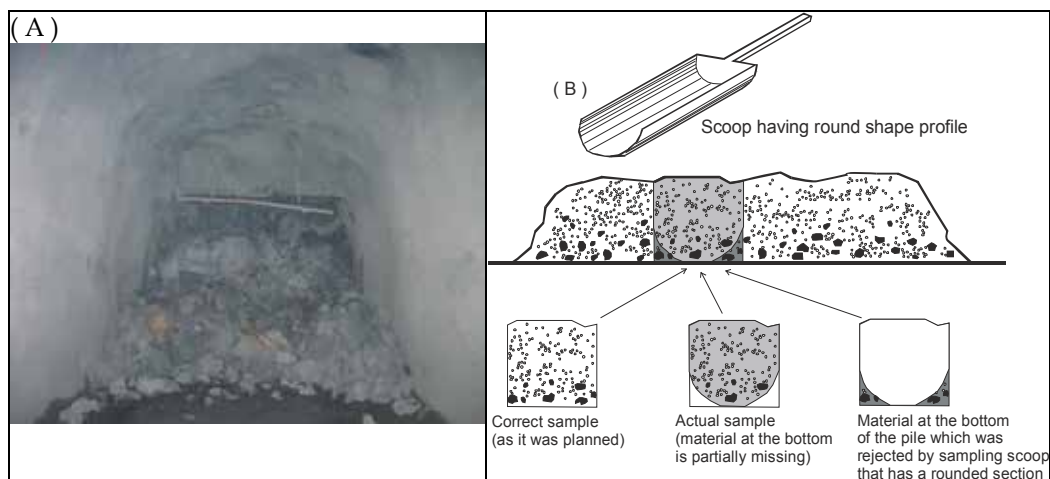 ( A )
( B )
Scoop having round shape profile
Correct sample
(as it was planned)
Actual sample
(material at the bottom
is partially missing)
Material at the bottom
of the pile which was
rejected by sampling scoop
that has a rounded section